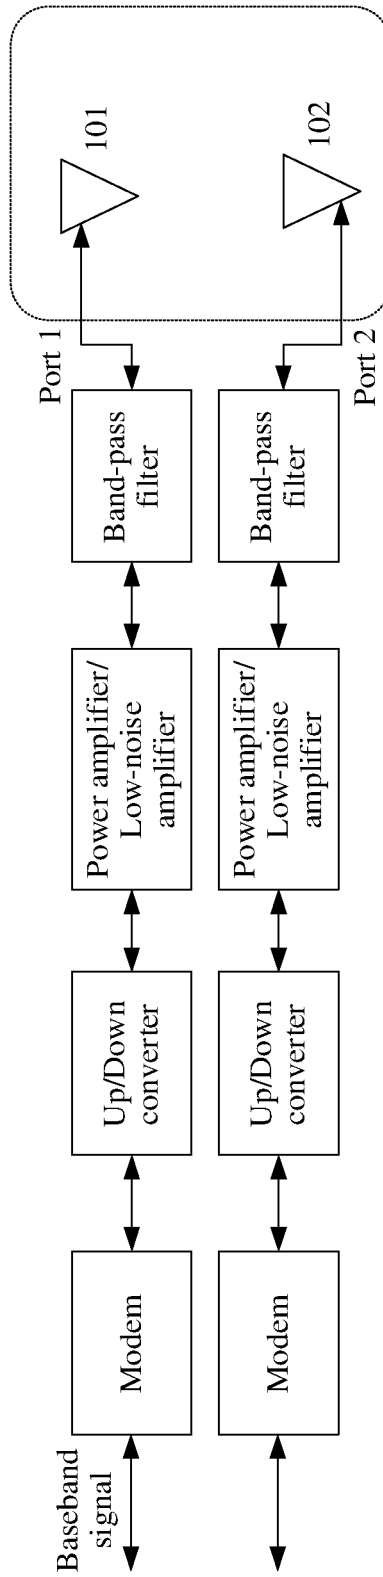 Baseband
signal
Modem
Up/Down
converter
Power amplifier/
Low-noise
amplifier
Band-pass
filter
Port 1
101
Modem
Up/Down
converter
Power amplifier/
Low-noise
amplifier
Band-pass
filter
Port 2
102